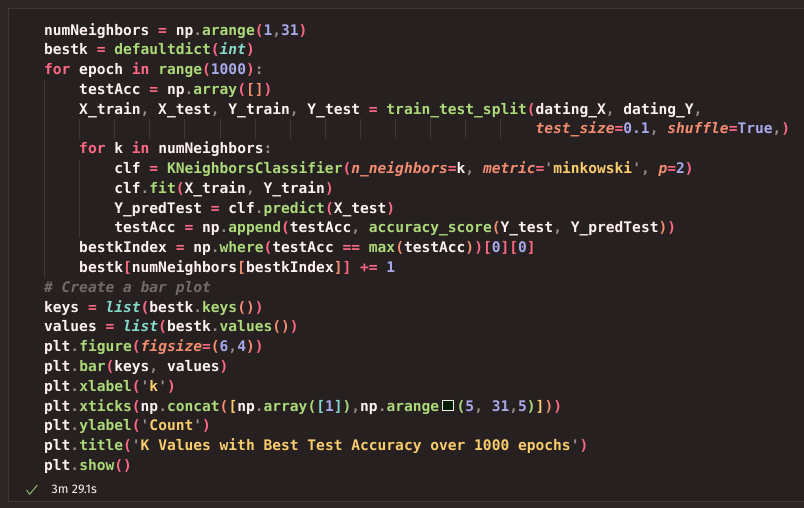 numNeighbors = np.arange(1,31)
bestk = defaultdict(int)
for epoch in range(1000):
    testAcc = np.array([])
    X_train, X_test, Y_train, Y_test = train_test_split(dating_X, dating_Y,
                                                        test_size=0.1, shuffle=True,)
    for k in numNeighbors:
        clf = KNeighborsClassifier(n_neighbors=k, metric='minkowski', p=2)
        clf.fit(X_train, Y_train)
        Y_predTest = clf.predict(X_test)
        testAcc = np.append(testAcc, accuracy_score(Y_test, Y_predTest))
    bestkIndex = np.where(testAcc == max(testAcc))[0][0]
    bestk[numNeighbors[bestkIndex]] += 1
# Create a bar plot
keys = list(bestk.keys())
values = list(bestk.values())
plt.figure(figsize=(6,4))
plt.bar(keys, values)
plt.xlabel('k')
plt.xticks(np.concat([np.array([1]),np.arange□(5, 31,5)]))
plt.ylabel('Count')
plt.title('K Values with Best Test Accuracy over 1000 epochs')
plt.show()
✓ 3m 29.1s